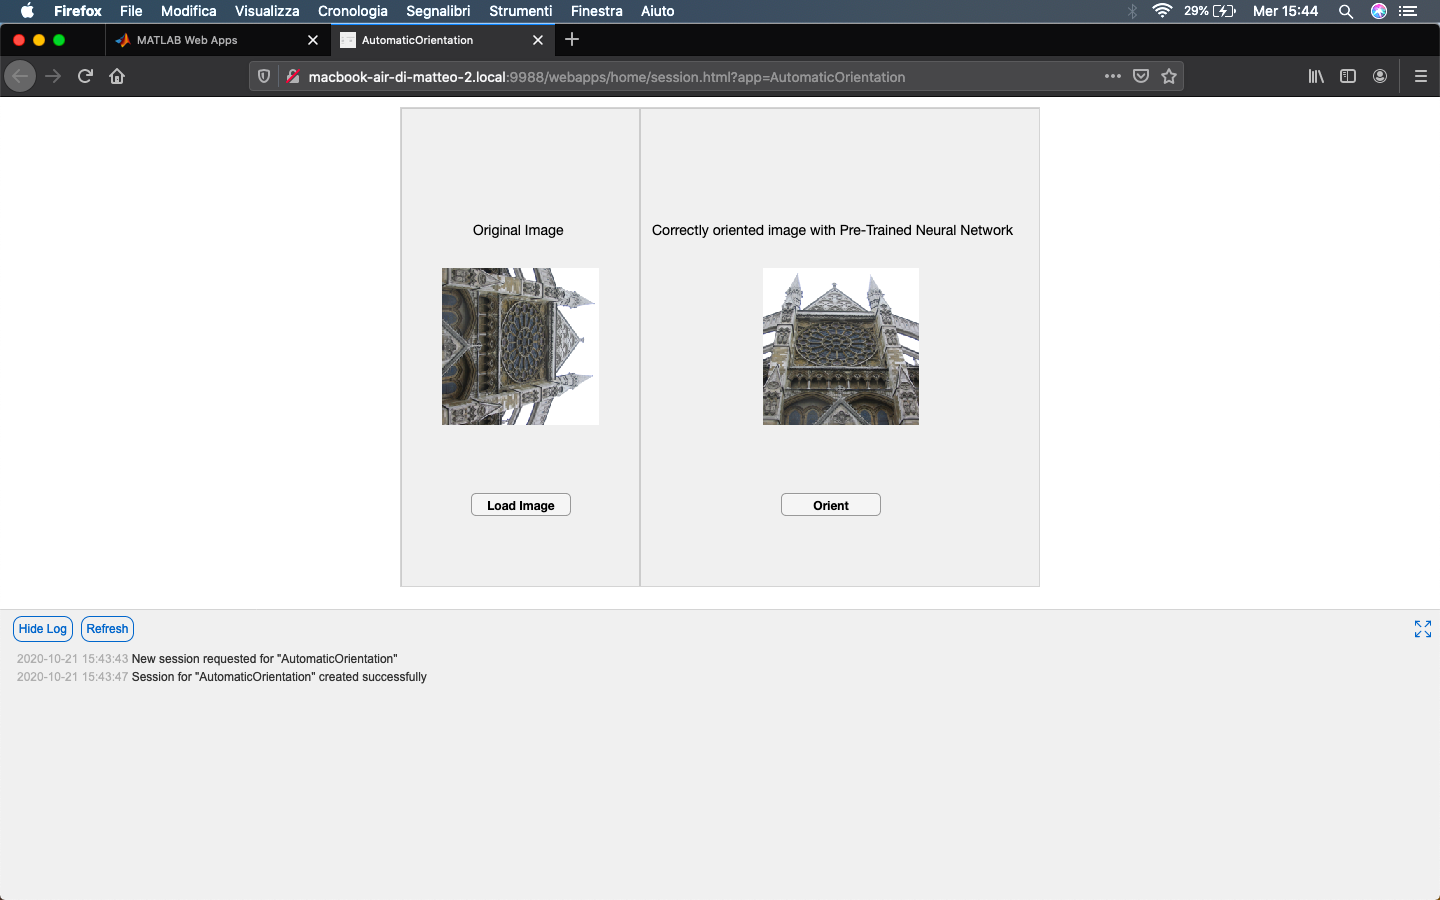 Firefox File Modifica Visualizza Cronologia Segnalibri Strumenti Finestra Aiuto 29% Mer 15:44
MATLAB Web Apps AutomaticOrientation
macbook-air-di-matteo-2.local:9988/webapps/home/session.html?app=AutomaticOrientation
Original Image
Correctly oriented image with Pre-Trained Neural Network
Load Image
Orient
Hide Log Refresh
2020-10-21 15:43:43 New session requested for "AutomaticOrientation"
2020-10-21 15:43:47 Session for "AutomaticOrientation" created successfully